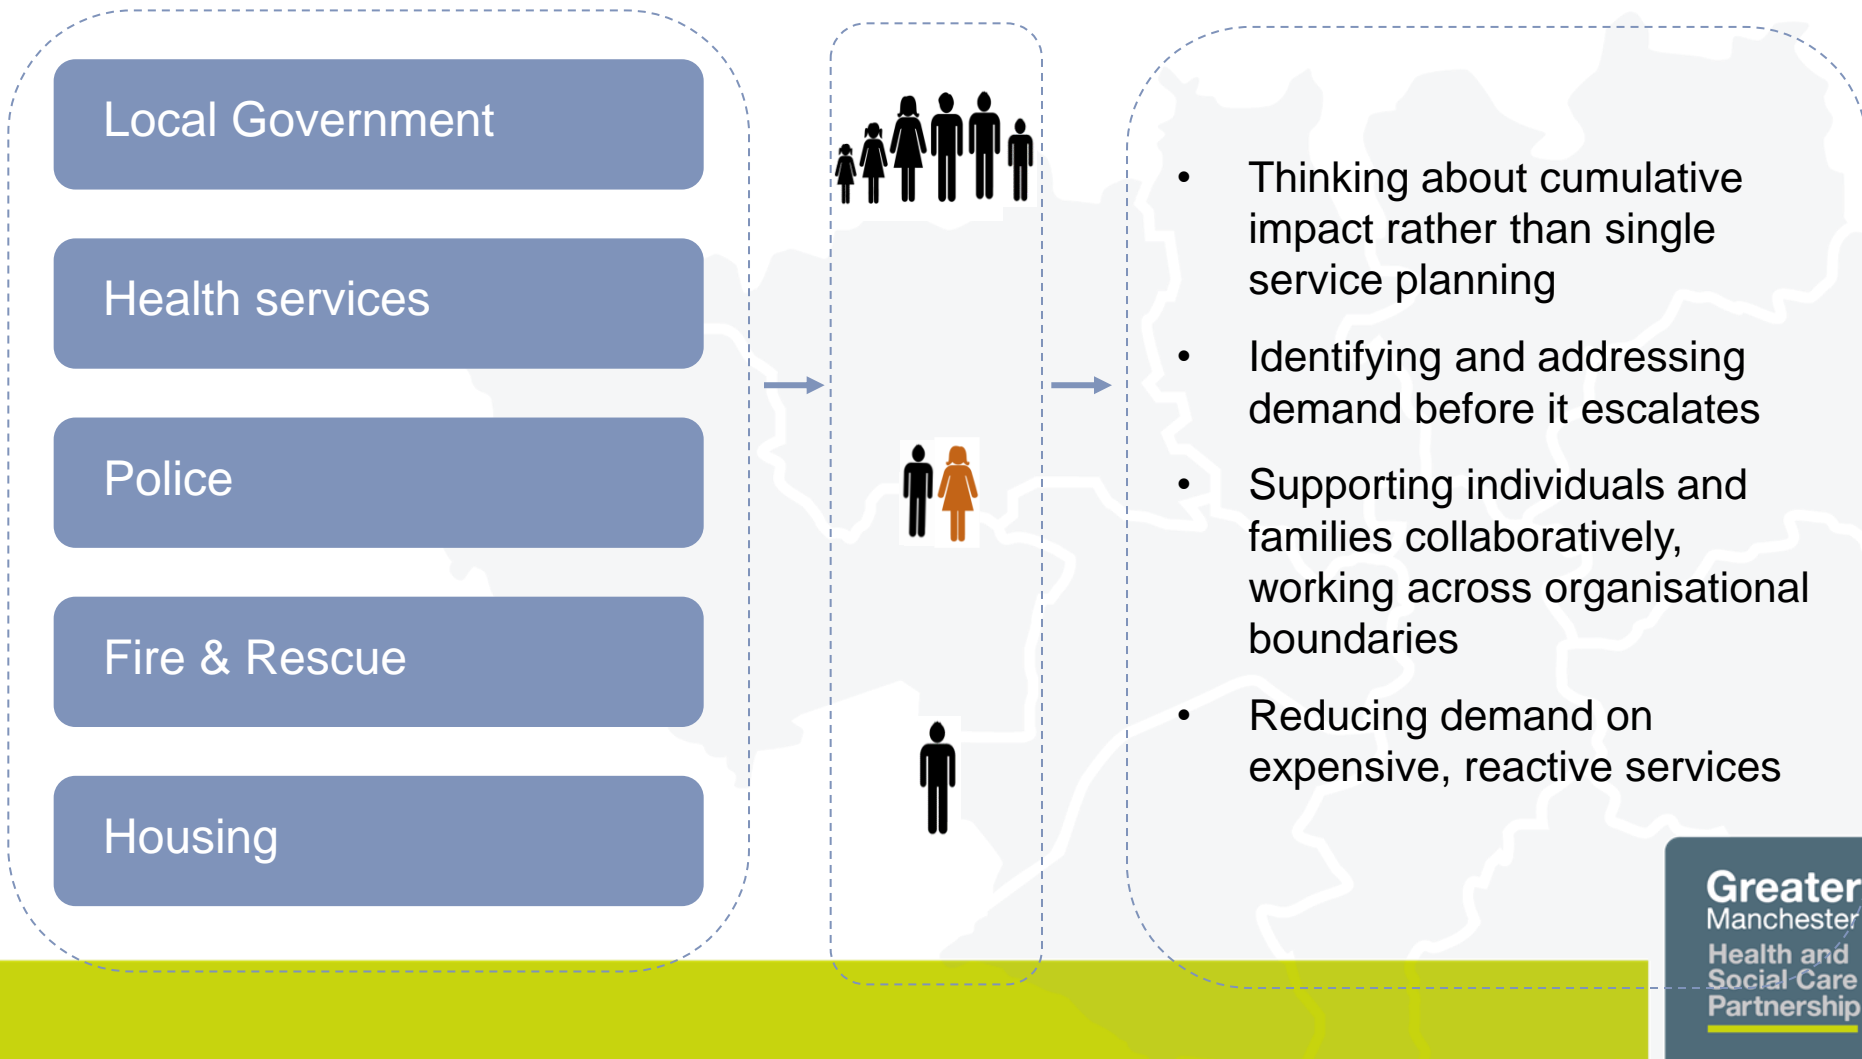 Local Government
Health services
Police
Fire & Rescue
Housing
• Thinking about cumulative
impact rather than single
service planning
• Identifying and addressing
demand before it escalates
• Supporting individuals and
families collaboratively,
working across organisational
boundaries
• Reducing demand on
expensive, reactive services
Greater
Manchester
Health and
Social Care
Partnership